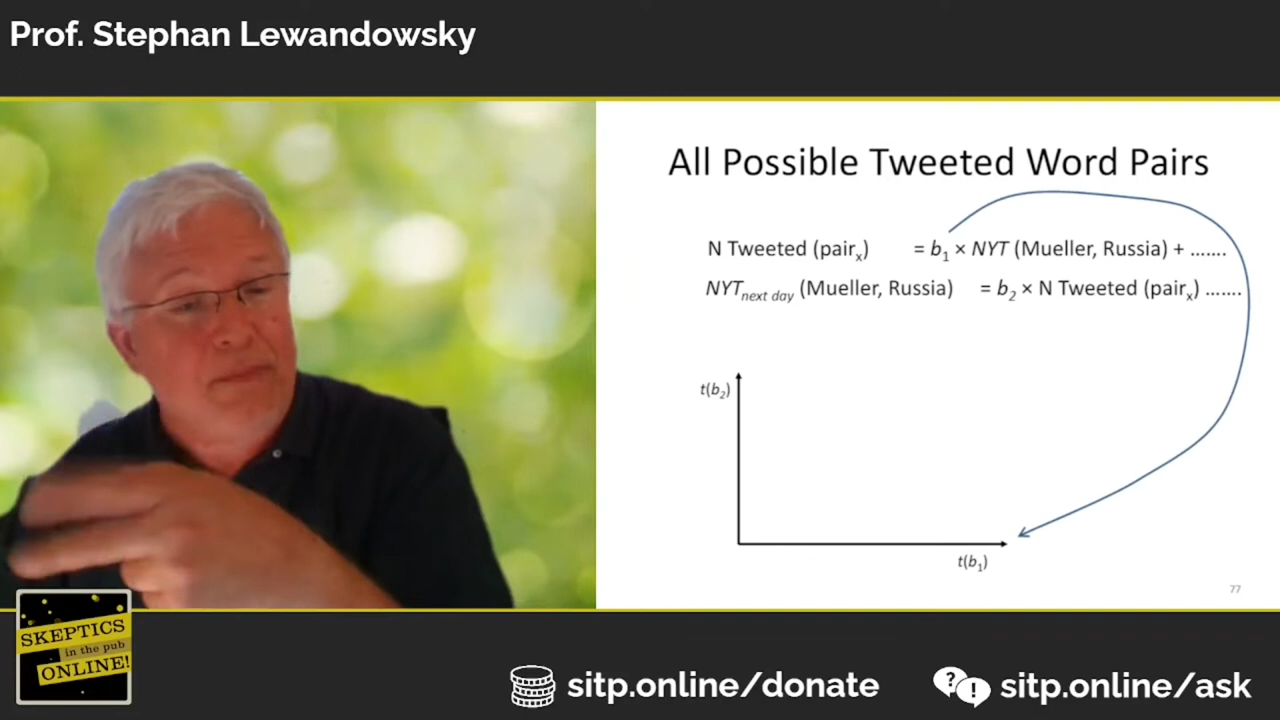 Prof. Stephan Lewandowsky
All Possible Tweeted Word Pairs
N Tweeted (pairₓ) = b₁ × NYT (Mueller, Russia) + .......
NYT_next day (Mueller, Russia) = b₂ × N Tweeted (pairₓ) .......
t(b₂)
t(b₁)
77
SKEPTICS
in the pub
ONLINE!
sitp.online/donate
?
!
sitp.online/ask